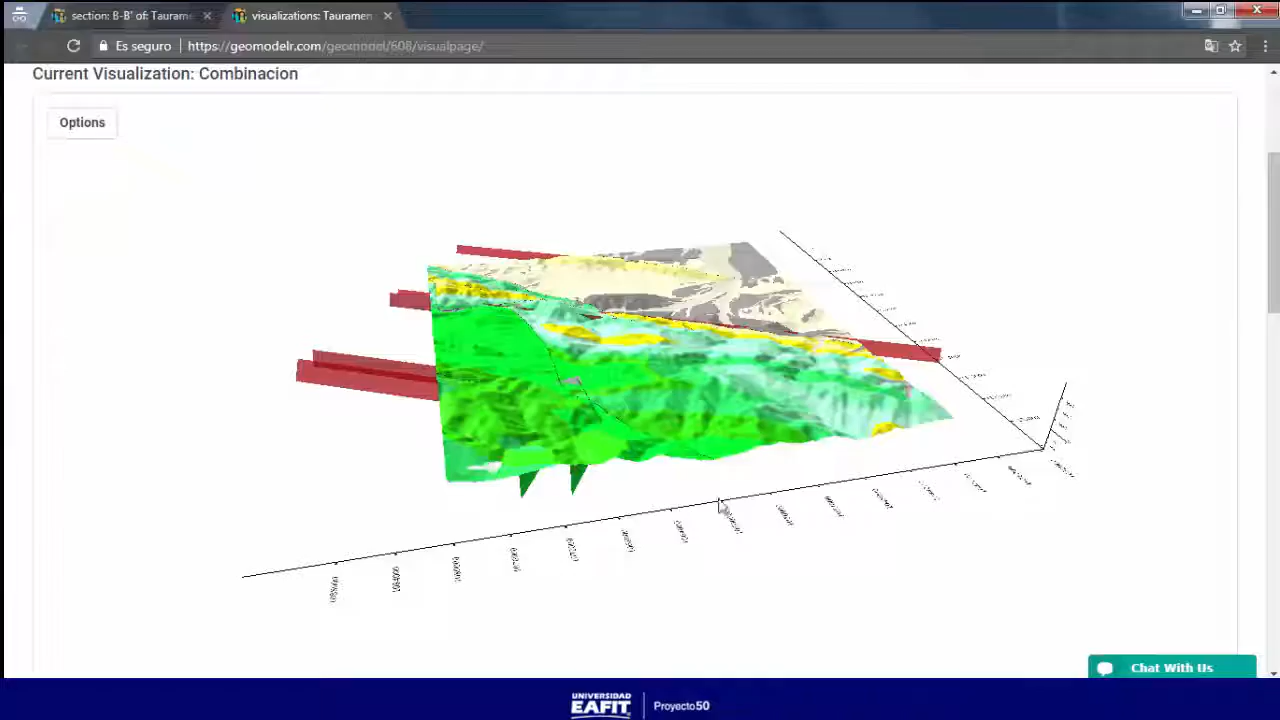 section: B-B' of: Taurame
visualizations: Tauramen
Es seguro
https://geomodelr.com/geomodel/608/visualpage/
Current Visualization: Combinacion
Options
Chat With Us
UNIVERSIDAD
EAFIT
Proyecto50